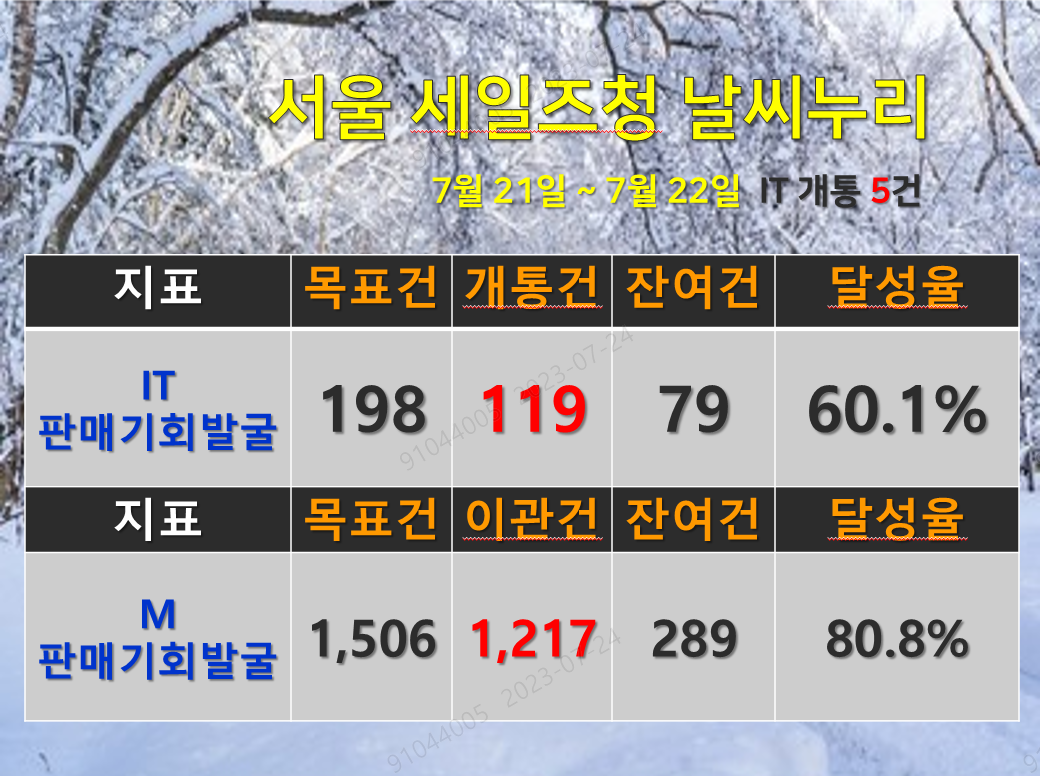 서울 세일즈청 날씨누리
7월 21일 ~ 7월 22일 IT 개통 5건
지표 목표건 개통건 잔여건 달성율
IT
판매기회발굴 198 119 79 60.1%
지표 목표건 이관건 잔여건 달성율
M
판매기회발굴 1,506 1,217 289 80.8%
91044005 2023-07-24
91044005 2023-07-24